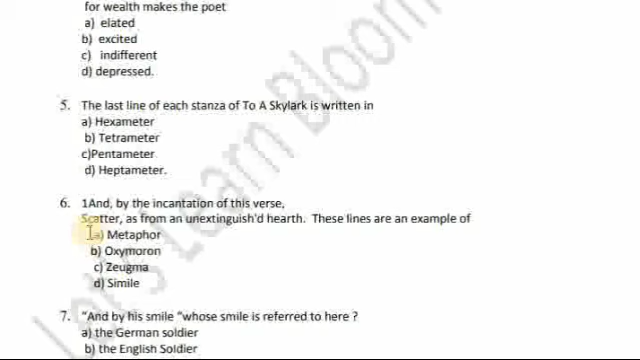 for wealth makes the poet
a) elated
b) excited
c) indifferent
d) depressed.
5. The last line of each stanza of To A Skylark is written in
a) Hexameter
b) Tetrameter
c)Pentameter
d) Heptameter.
6. 1And, by the incantation of this verse,
Scatter, as from an unextinguish'd hearth. These lines are an example of
a) Metaphor
b) Oxymoron
c) Zeugma
d) Simile
7. "And by his smile "whose smile is referred to here ?
a) the German soldier
b) the English Soldier
Let's Learn Bloom